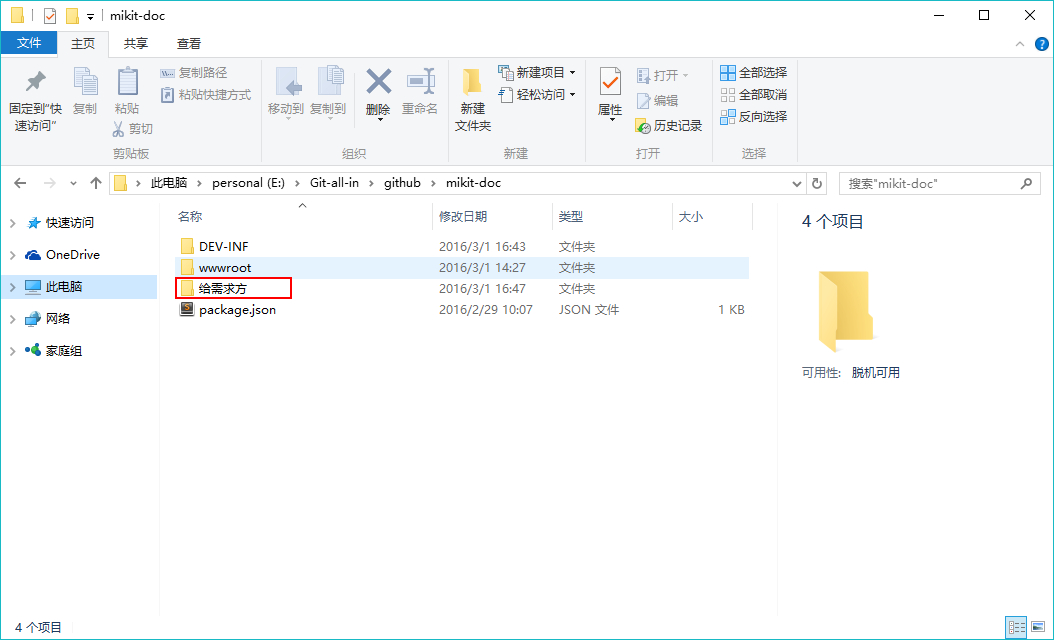 mikit-doc
文件 主页 共享 查看
固定到"快速访问"
复制
粘贴
复制路径
粘贴快捷方式
剪切
剪贴板
移动到
复制到
删除
重命名
组织
新建文件夹
新建项目
轻松访问
新建
属性
打开
编辑
历史记录
打开
全部选择
全部取消
反向选择
选择
此电脑 personal (E:) Git-all-in github mikit-doc
搜索"mikit-doc"
快速访问
OneDrive
此电脑
网络
家庭组
名称 修改日期 类型 大小
DEV-INF 2016/3/1 16:43 文件夹
wwwroot 2016/3/1 14:27 文件夹
给需求方 2016/3/1 16:47 文件夹
package.json 2016/2/29 10:07 JSON 文件 1 KB
4 个项目
可用性: 脱机可用
4 个项目